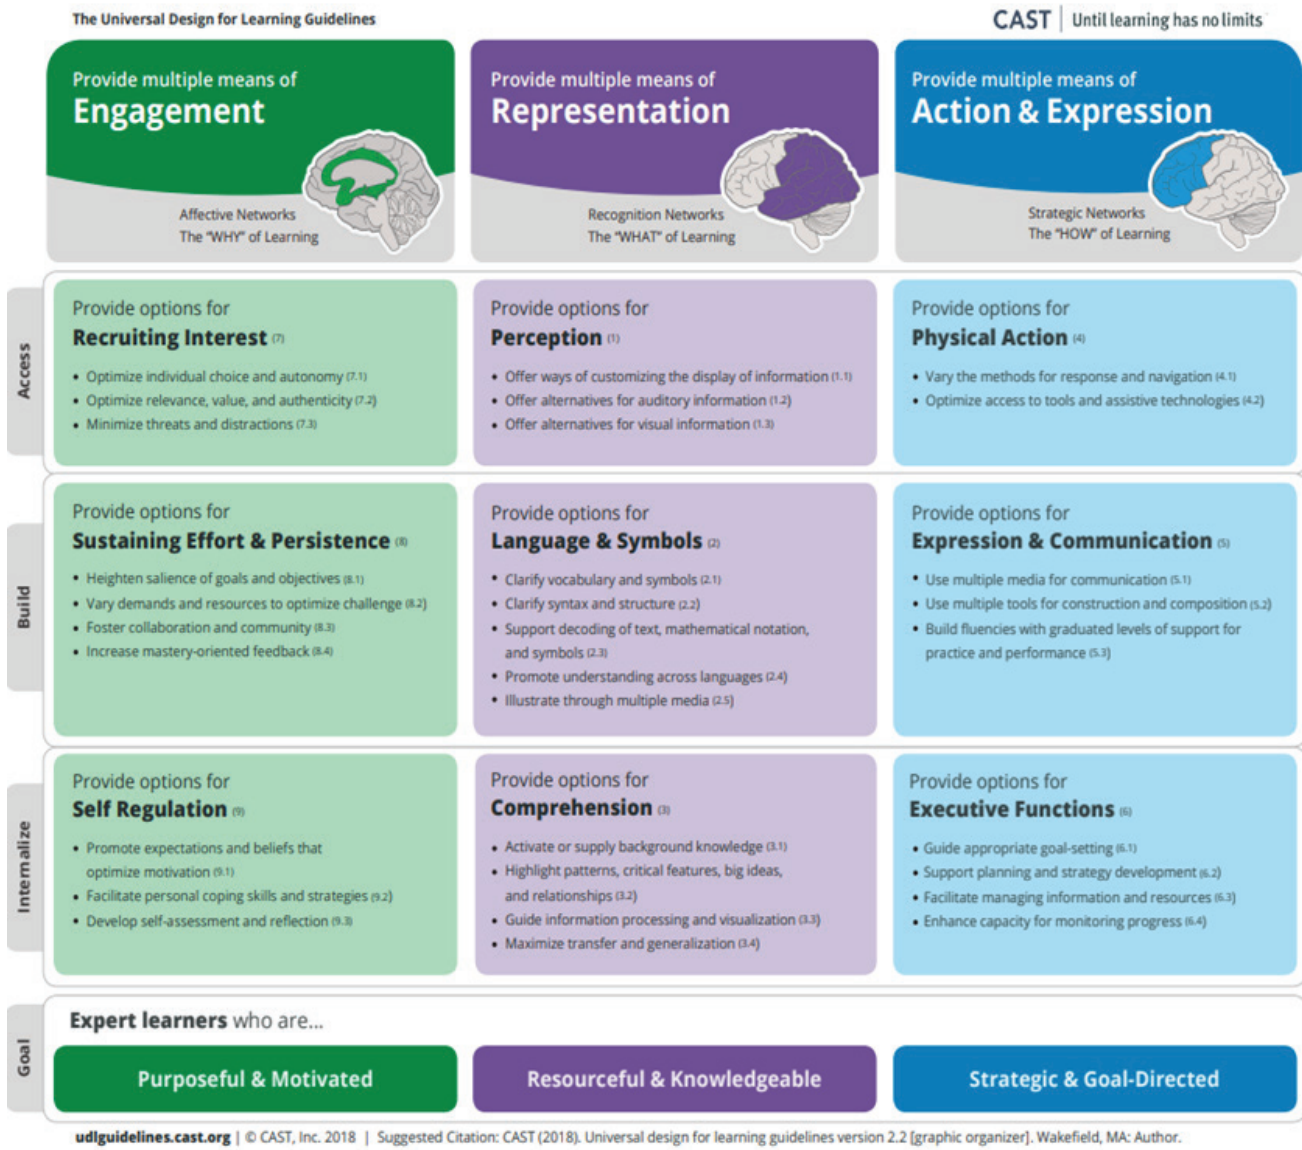 The Universal Design for Learning Guidelines
CAST | Until learning has no limits
Provide multiple means of
Engagement
Affective Networks
The "WHY" of Learning
Provide multiple means of
Representation
Recognition Networks
The "WHAT" of Learning
Provide multiple means of
Action & Expression
Strategic Networks
The "HOW" of Learning
Access
Provide options for
Recruiting Interest (7)
• Optimize individual choice and autonomy (7.1)
• Optimize relevance, value, and authenticity (7.2)
• Minimize threats and distractions (7.3)
Provide options for
Perception (1)
• Offer ways of customizing the display of information (1.1)
• Offer alternatives for auditory information (1.2)
• Offer alternatives for visual information (1.3)
Provide options for
Physical Action (4)
• Vary the methods for response and navigation (4.1)
• Optimize access to tools and assistive technologies (4.2)
Build
Provide options for
Sustaining Effort & Persistence (8)
• Heighten salience of goals and objectives (8.1)
• Vary demands and resources to optimize challenge (8.2)
• Foster collaboration and community (8.3)
• Increase mastery-oriented feedback (8.4)
Provide options for
Language & Symbols (2)
• Clarify vocabulary and symbols (2.1)
• Clarify syntax and structure (2.2)
• Support decoding of text, mathematical notation,
and symbols (2.3)
• Promote understanding across languages (2.4)
• Illustrate through multiple media (2.5)
Provide options for
Expression & Communication (5)
• Use multiple media for communication (5.1)
• Use multiple tools for construction and composition (5.2)
• Build fluencies with graduated levels of support for
practice and performance (5.3)
Internalize
Provide options for
Self Regulation (9)
• Promote expectations and beliefs that
optimize motivation (9.1)
• Facilitate personal coping skills and strategies (9.2)
• Develop self-assessment and reflection (9.3)
Provide options for
Comprehension (3)
• Activate or supply background knowledge (3.1)
• Highlight patterns, critical features, big ideas,
and relationships (3.2)
• Guide information processing and visualization (3.3)
• Maximize transfer and generalization (3.4)
Provide options for
Executive Functions (6)
• Guide appropriate goal-setting (6.1)
• Support planning and strategy development (6.2)
• Facilitate managing information and resources (6.3)
• Enhance capacity for monitoring progress (6.4)
Goal
Expert learners who are...
Purposeful & Motivated
Resourceful & Knowledgeable
Strategic & Goal-Directed
udlguidelines.cast.org | © CAST, Inc. 2018 | Suggested Citation: CAST (2018). Universal design for learning guidelines version 2.2 [graphic organizer]. Wakefield, MA: Author.